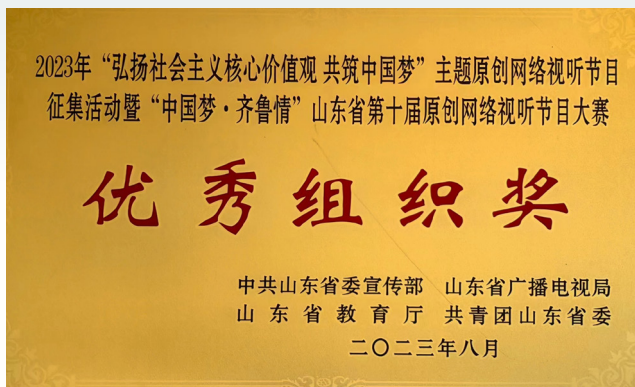 2023年“弘扬社会主义核心价值观 共筑中国梦”主题原创网络视听节目
征集活动暨“中国梦·齐鲁情”山东省第十届原创网络视听节目大赛
优秀组织奖
中共山东省委宣传部 山东省广播电视局
山东省教育厅 共青团山东省委
二〇二三年八月